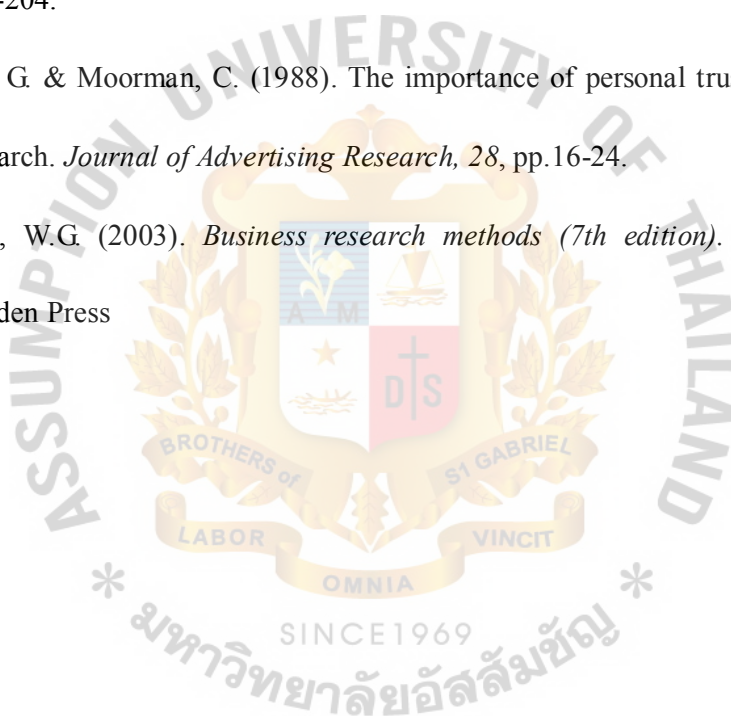 -204.
G. & Moorman, C. (1988). The importance of personal tru
arch. Journal of Advertising Research, 28, pp.16-24.
, W.G. (2003). Business research methods (7th edition).
den Press
ASSUMPTION UNIVERSITY OF THAILAND
A M
D S
BROTHERS of S1 GABRIEL
LABOR VINCIT
OMNIA
SINCE1969
* มหาวิทยาลัยอัสสัมชัญ *